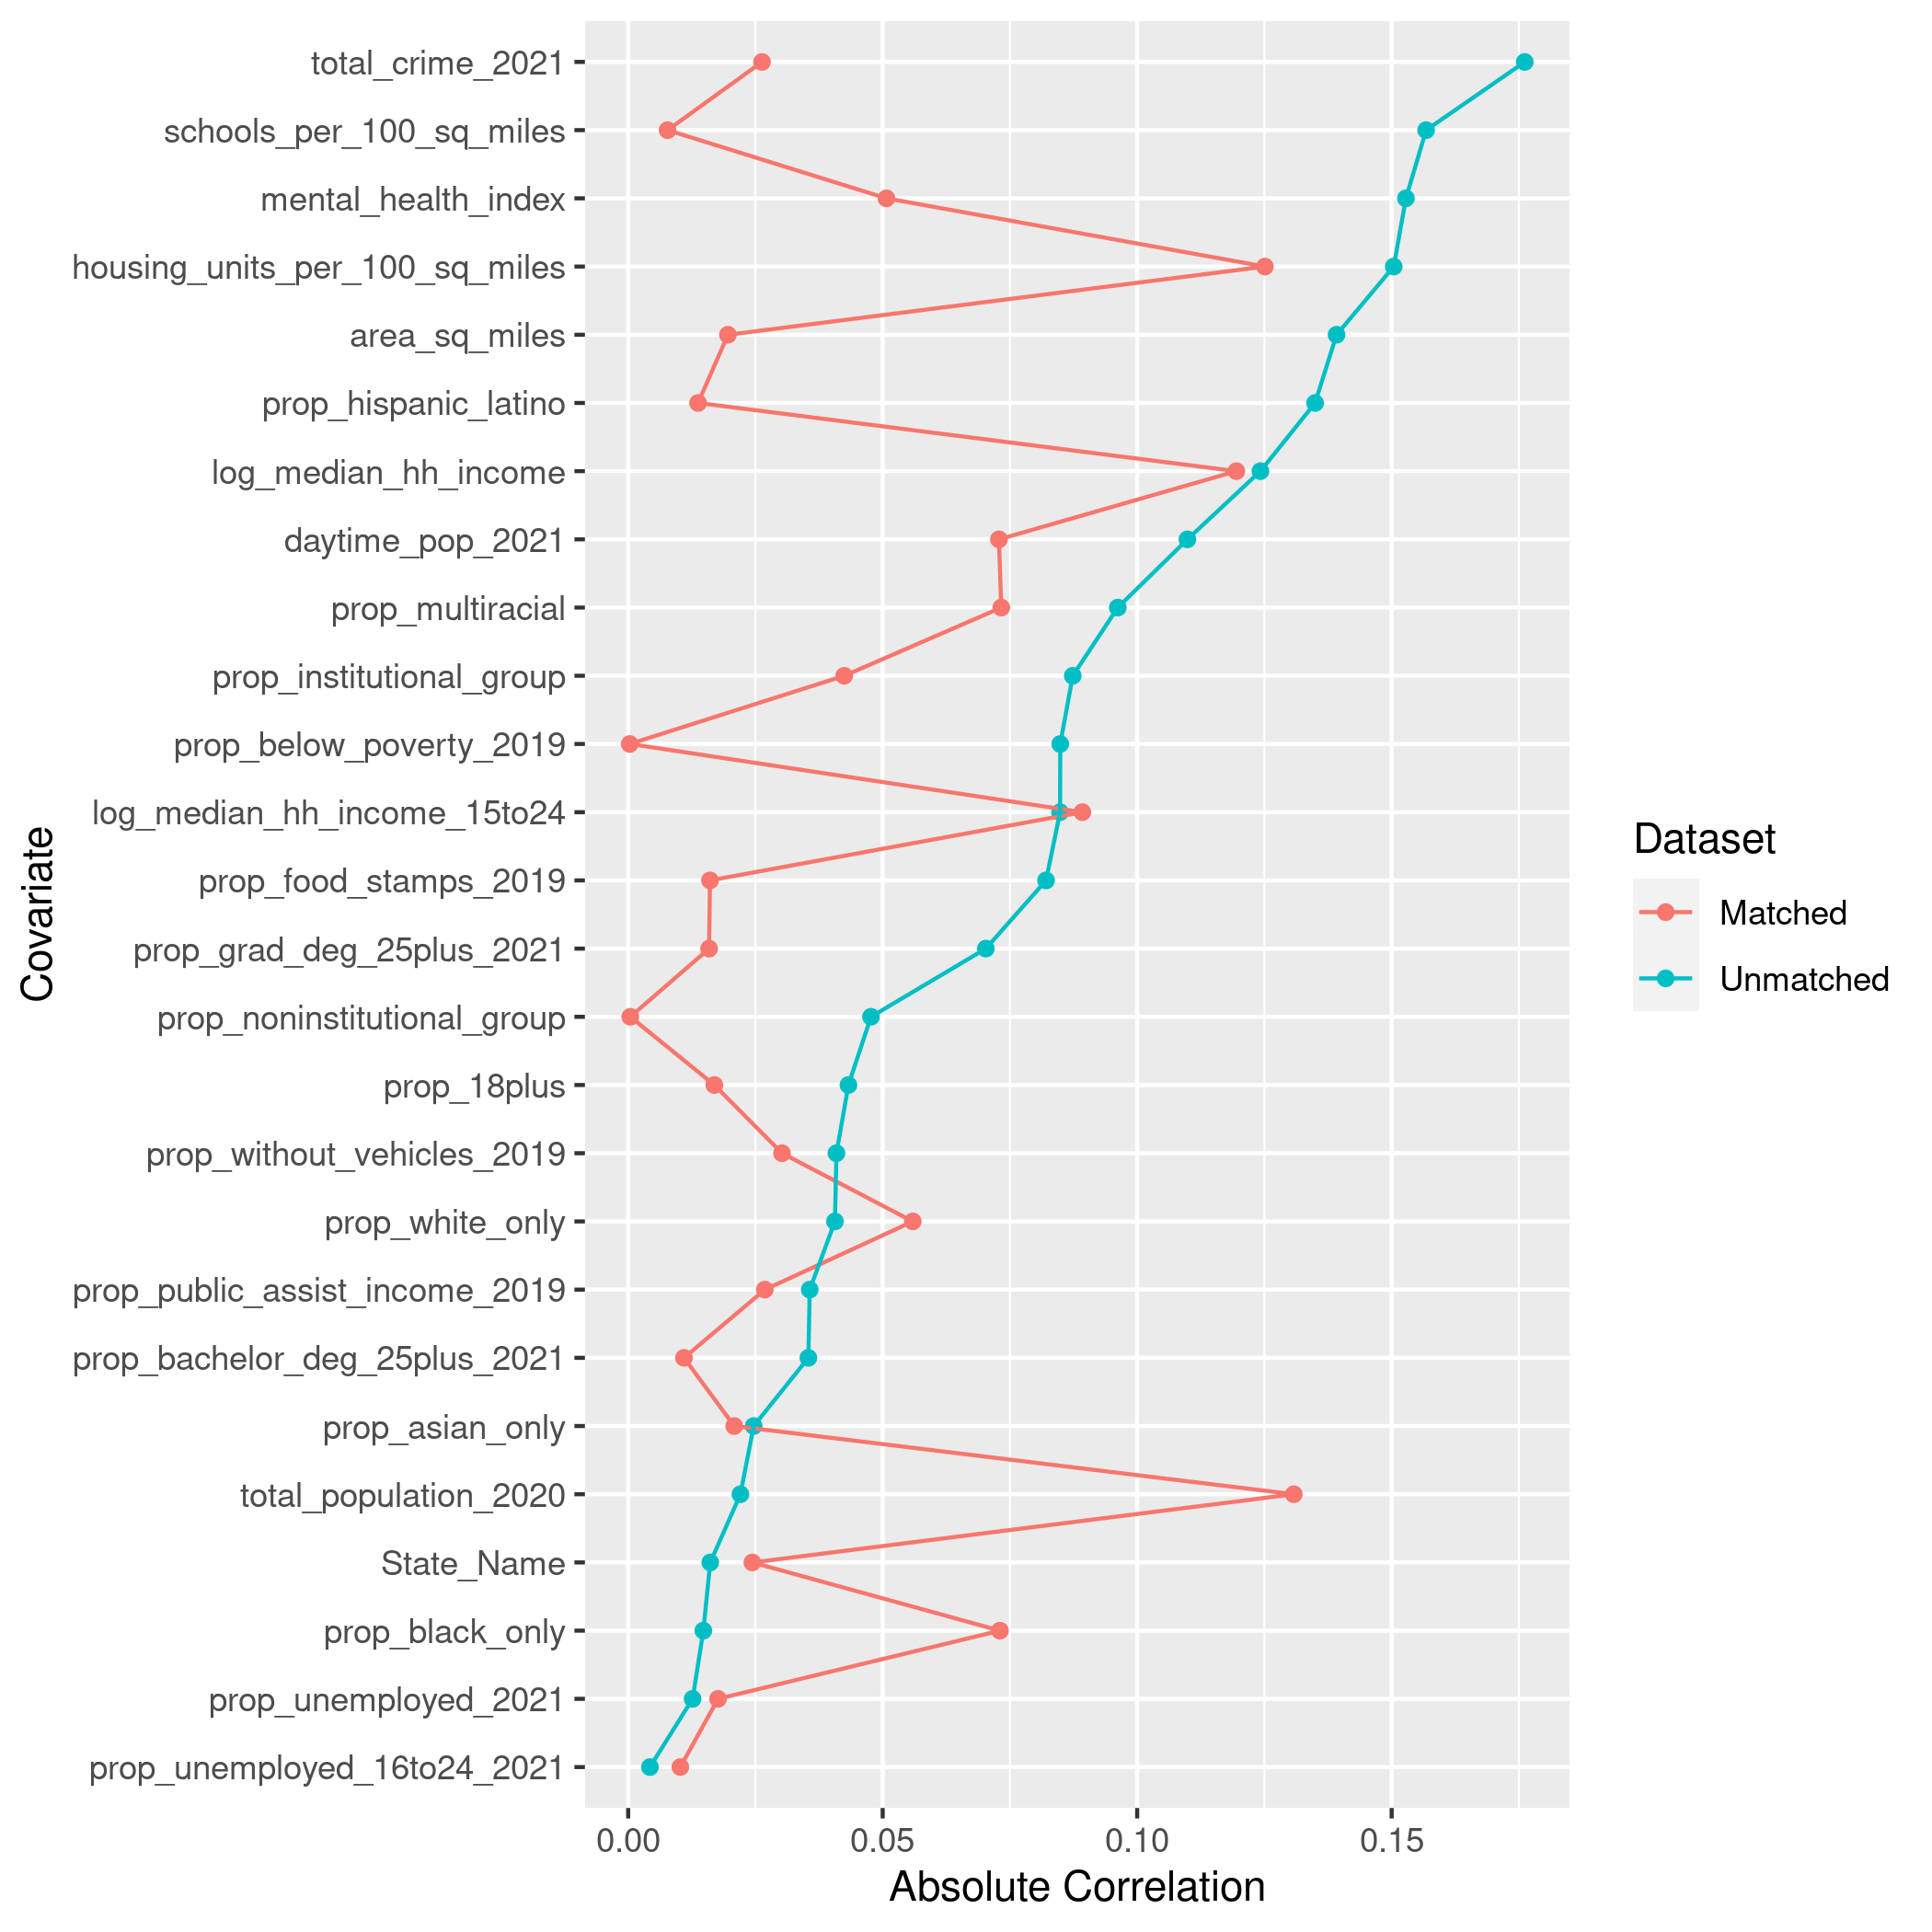 total_crime_2021
schools_per_100_sq_miles
mental_health_index
housing_units_per_100_sq_miles
area_sq_miles
prop_hispanic_latino
log_median_hh_income
daytime_pop_2021
prop_multiracial
prop_institutional_group
prop_below_poverty_2019
log_median_hh_income_15to24
prop_food_stamps_2019
prop_grad_deg_25plus_2021
prop_noninstitutional_group
prop_18plus
prop_without_vehicles_2019
prop_white_only
prop_public_assist_income_2019
prop_bachelor_deg_25plus_2021
prop_asian_only
total_population_2020
State_Name
prop_black_only
prop_unemployed_2021
prop_unemployed_16to24_2021
Covariate
0.00 0.05 0.10 0.15
Absolute Correlation
Dataset
Matched
Unmatched